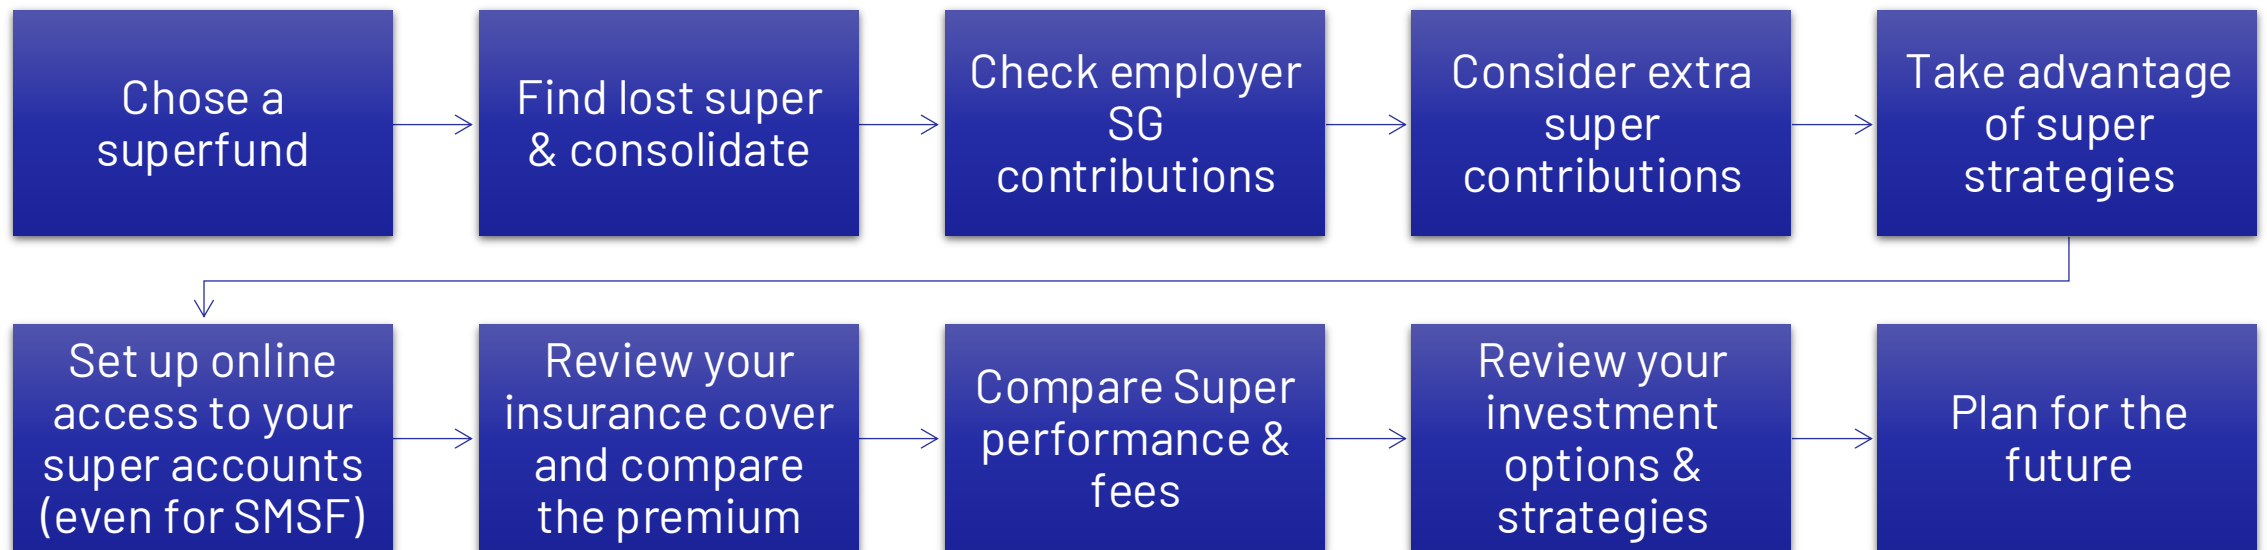 Chose a
superfund
Find lost super
& consolidate
Check employer
SG
contributions
Consider extra
super
contributions
Take advantage
of super
strategies
Set up online
access to your
super accounts
(even for SMSF)
Review your
insurance cover
and compare
the premium
Compare Super
performance &
fees
Review your
investment
options &
strategies
Plan for the
future